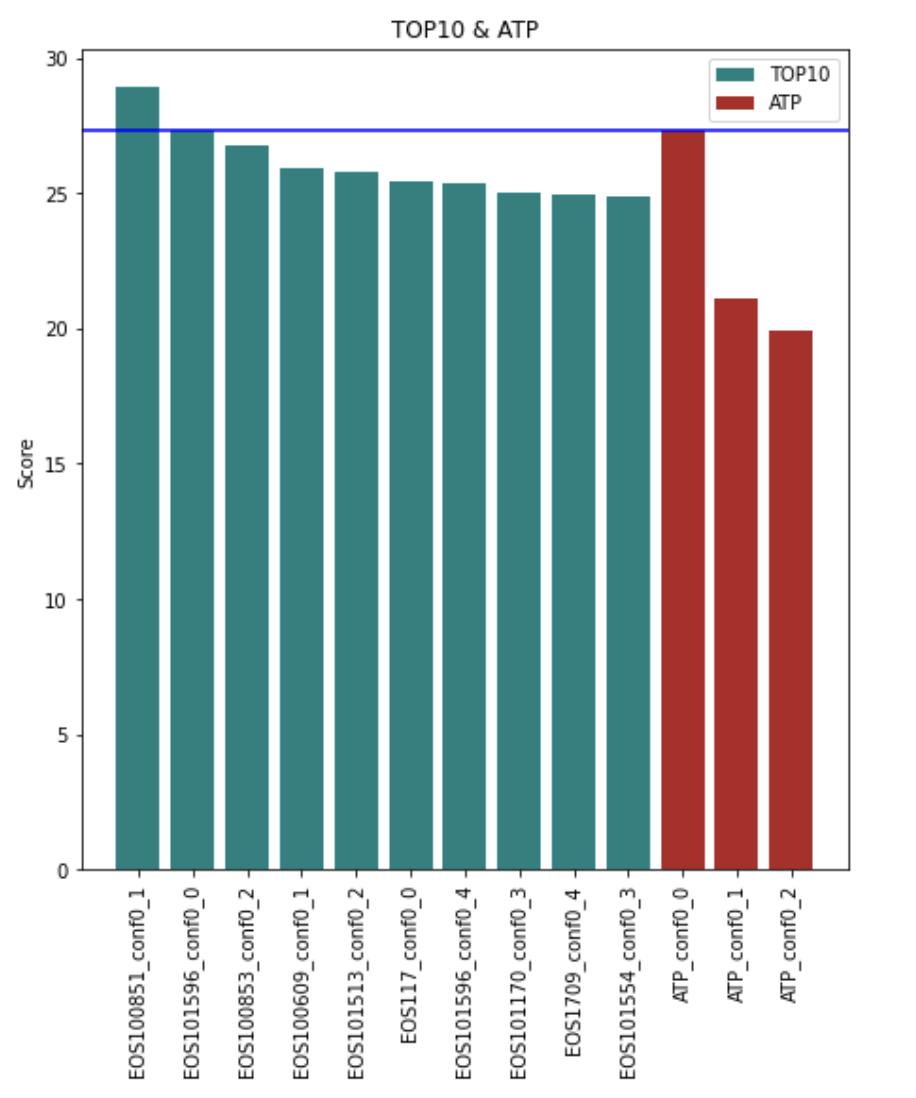 TOP10 & ATP
TOP10
ATP
Score
30
25
20
15
10
5
0
EOS100851_conf0_1
EOS101596_conf0_0
EOS100853_conf0_2
EOS100609_conf0_1
EOS101513_conf0_2
EOS117_conf0_0
EOS101596_conf0_4
EOS101170_conf0_3
EOS1709_conf0_4
EOS101554_conf0_3
ATP_conf0_0
ATP_conf0_1
ATP_conf0_2